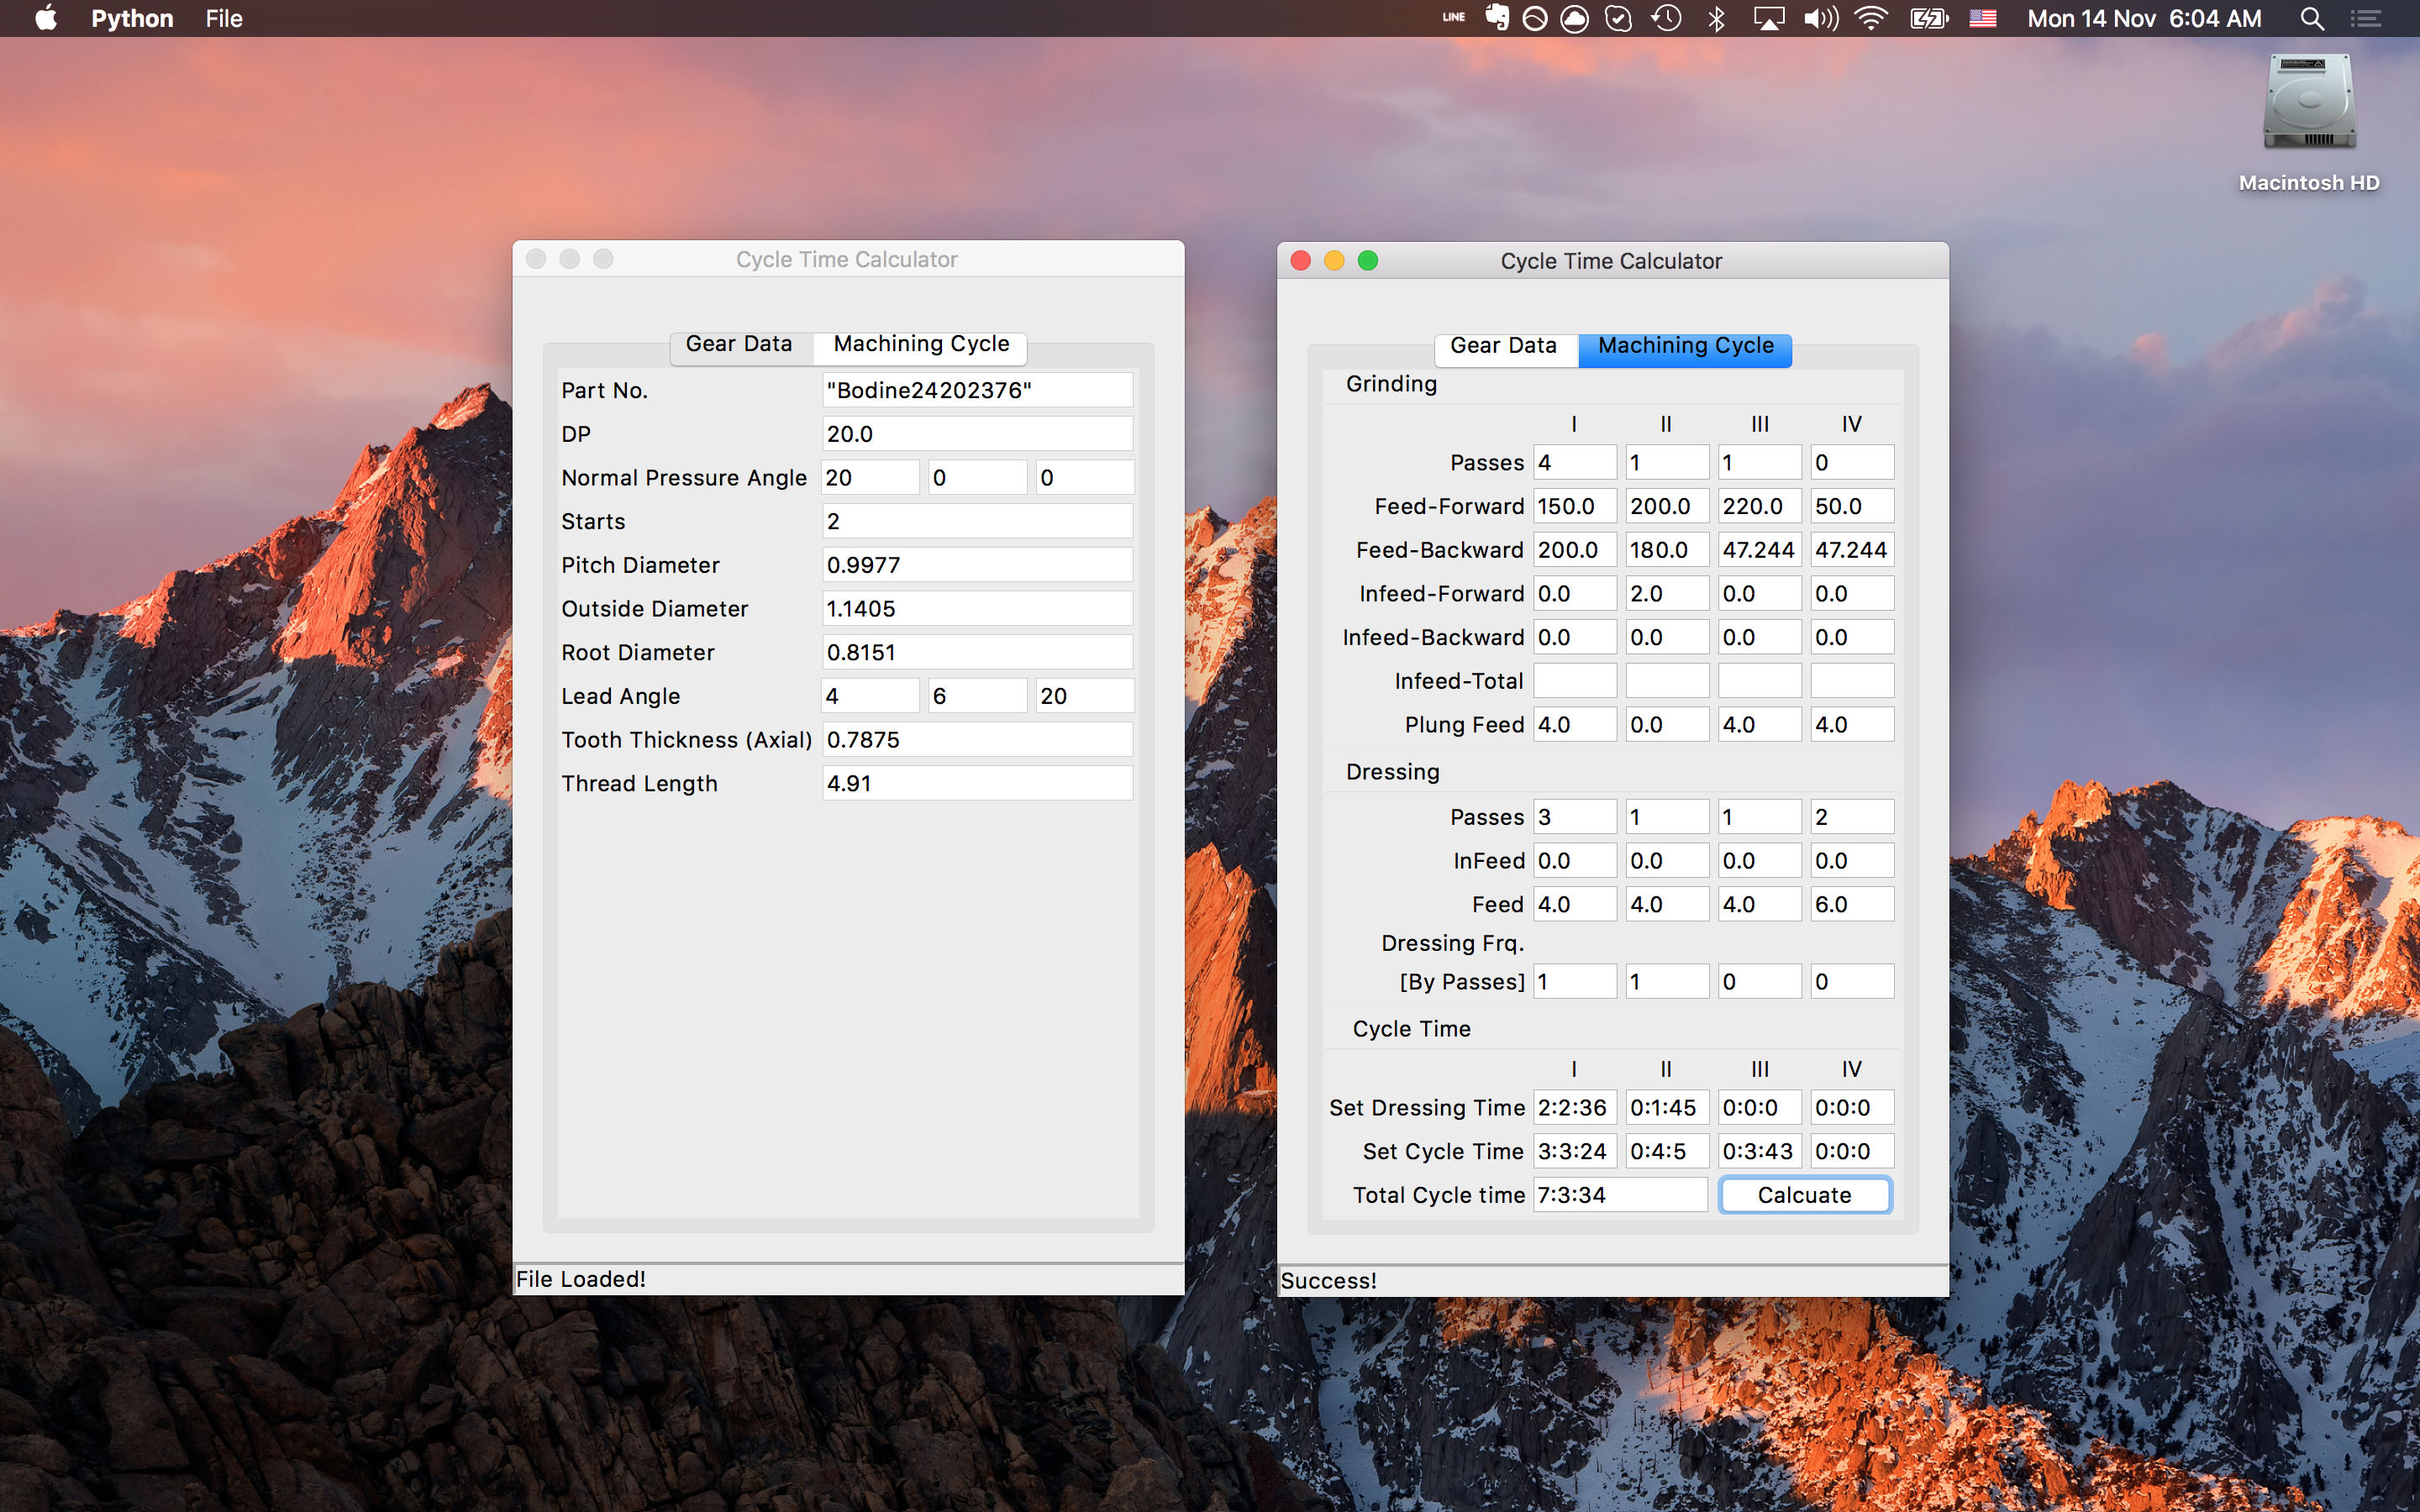 Python File LINE Mon 14 Nov 6:04 AM
Macintosh HD
Cycle Time Calculator
Gear Data Machining Cycle
Part No. "Bodine24202376"
DP 20.0
Normal Pressure Angle 20 0 0
Starts 2
Pitch Diameter 0.9977
Outside Diameter 1.1405
Root Diameter 0.8151
Lead Angle 4 6 20
Tooth Thickness (Axial) 0.7875
Thread Length 4.91
File Loaded!
Cycle Time Calculator
Gear Data Machining Cycle
Grinding
I II III IV
Passes 4 1 1 0
Feed-Forward 150.0 200.0 220.0 50.0
Feed-Backward 200.0 180.0 47.244 47.244
Infeed-Forward 0.0 2.0 0.0 0.0
Infeed-Backward 0.0 0.0 0.0 0.0
Infeed-Total
Plung Feed 4.0 0.0 4.0 4.0
Dressing
Passes 3 1 1 2
InFeed 0.0 0.0 0.0 0.0
Feed 4.0 4.0 4.0 6.0
Dressing Frq.
[By Passes] 1 1 0 0
Cycle Time
I II III IV
Set Dressing Time 2:2:36 0:1:45 0:0:0 0:0:0
Set Cycle Time 3:3:24 0:4:5 0:3:43 0:0:0
Total Cycle time 7:3:34 Calcuate
Success!